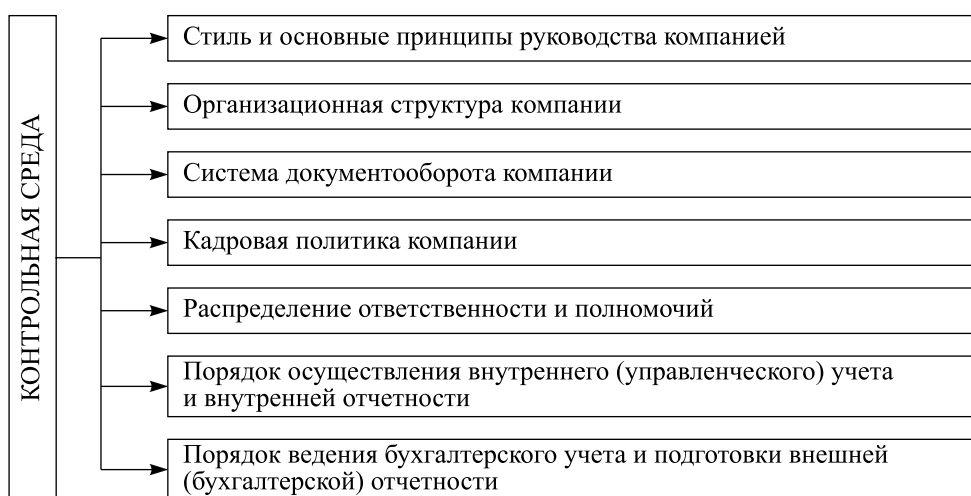 КОНТРОЛЬНАЯ СРЕДА
Стиль и основные принципы руководства компанией
Организационная структура компании
Система документооборота компании
Кадровая политика компании
Распределение ответственности и полномочий
Порядок осуществления внутреннего (управленческого) учета
и внутренней отчетности
Порядок ведения бухгалтерского учета и подготовки внешней
(бухгалтерской) отчетности